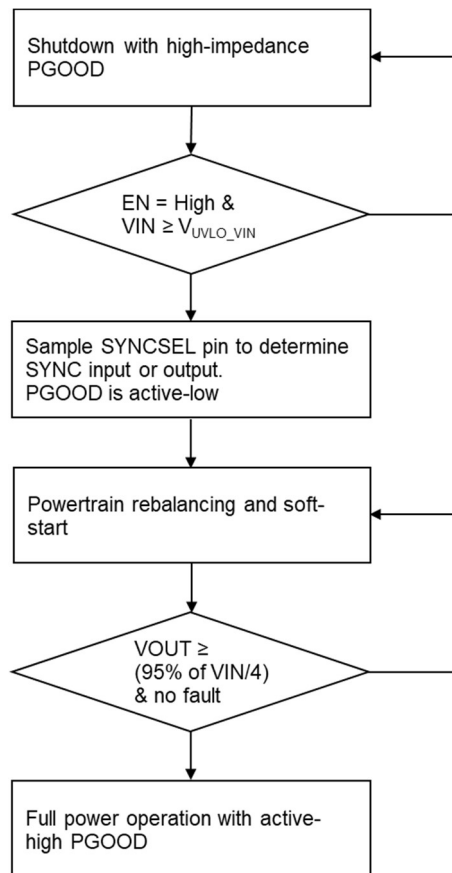 Shutdown with high-impedance
PGOOD
EN = High &
VIN ≥ VUVLO_VIN
Sample SYNCSEL pin to determine
SYNC input or output.
PGOOD is active-low
Powertrain rebalancing and soft-
start
VOUT ≥
(95% of VIN/4)
& no fault
Full power operation with active-
high PGOOD